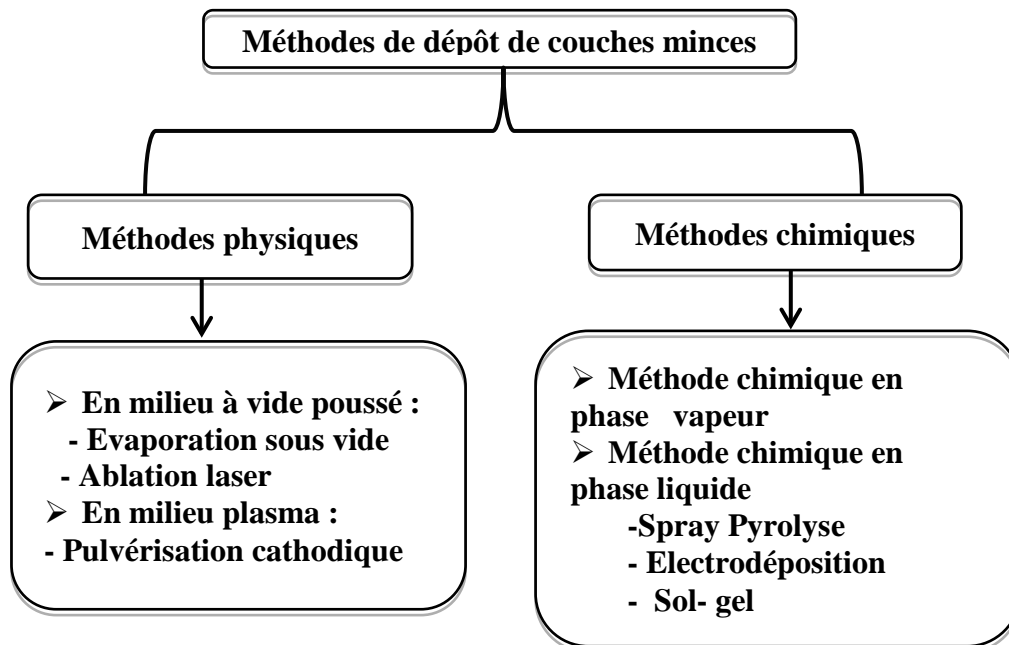 Méthodes de dépôt de couches minces
Méthodes physiques
Méthodes chimiques
➢ En milieu à vide poussé :
- Evaporation sous vide
- Ablation laser
➢ En milieu plasma :
- Pulvérisation cathodique
➢ Méthode chimique en
phase vapeur
➢ Méthode chimique en
phase liquide
-Spray Pyrolyse
- Electrodéposition
- Sol- gel